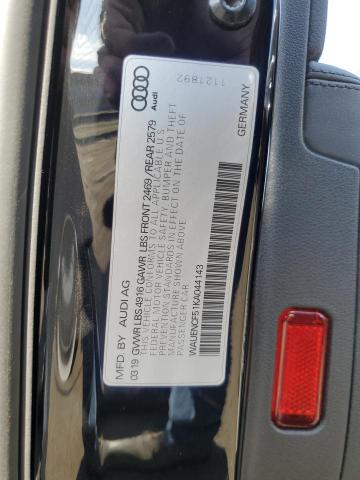 MFD. BY AUDI AG
03 19 GVWR LBS 4916 GAWR LBS FRONT 2469 / REAR 2579
THIS VEHICLE CONFORMS TO ALL APPLICABLE U.S.
FEDERAL MOTOR VEHICLE SAFETY, BUMPER AND THEFT
PREVENTION STANDARDS IN EFFECT ON THE DATE OF
MANUFACTURE SHOWN ABOVE.
PASSENGER CAR
WAUENCF51KA044143
GERMANY
Audi
1121892